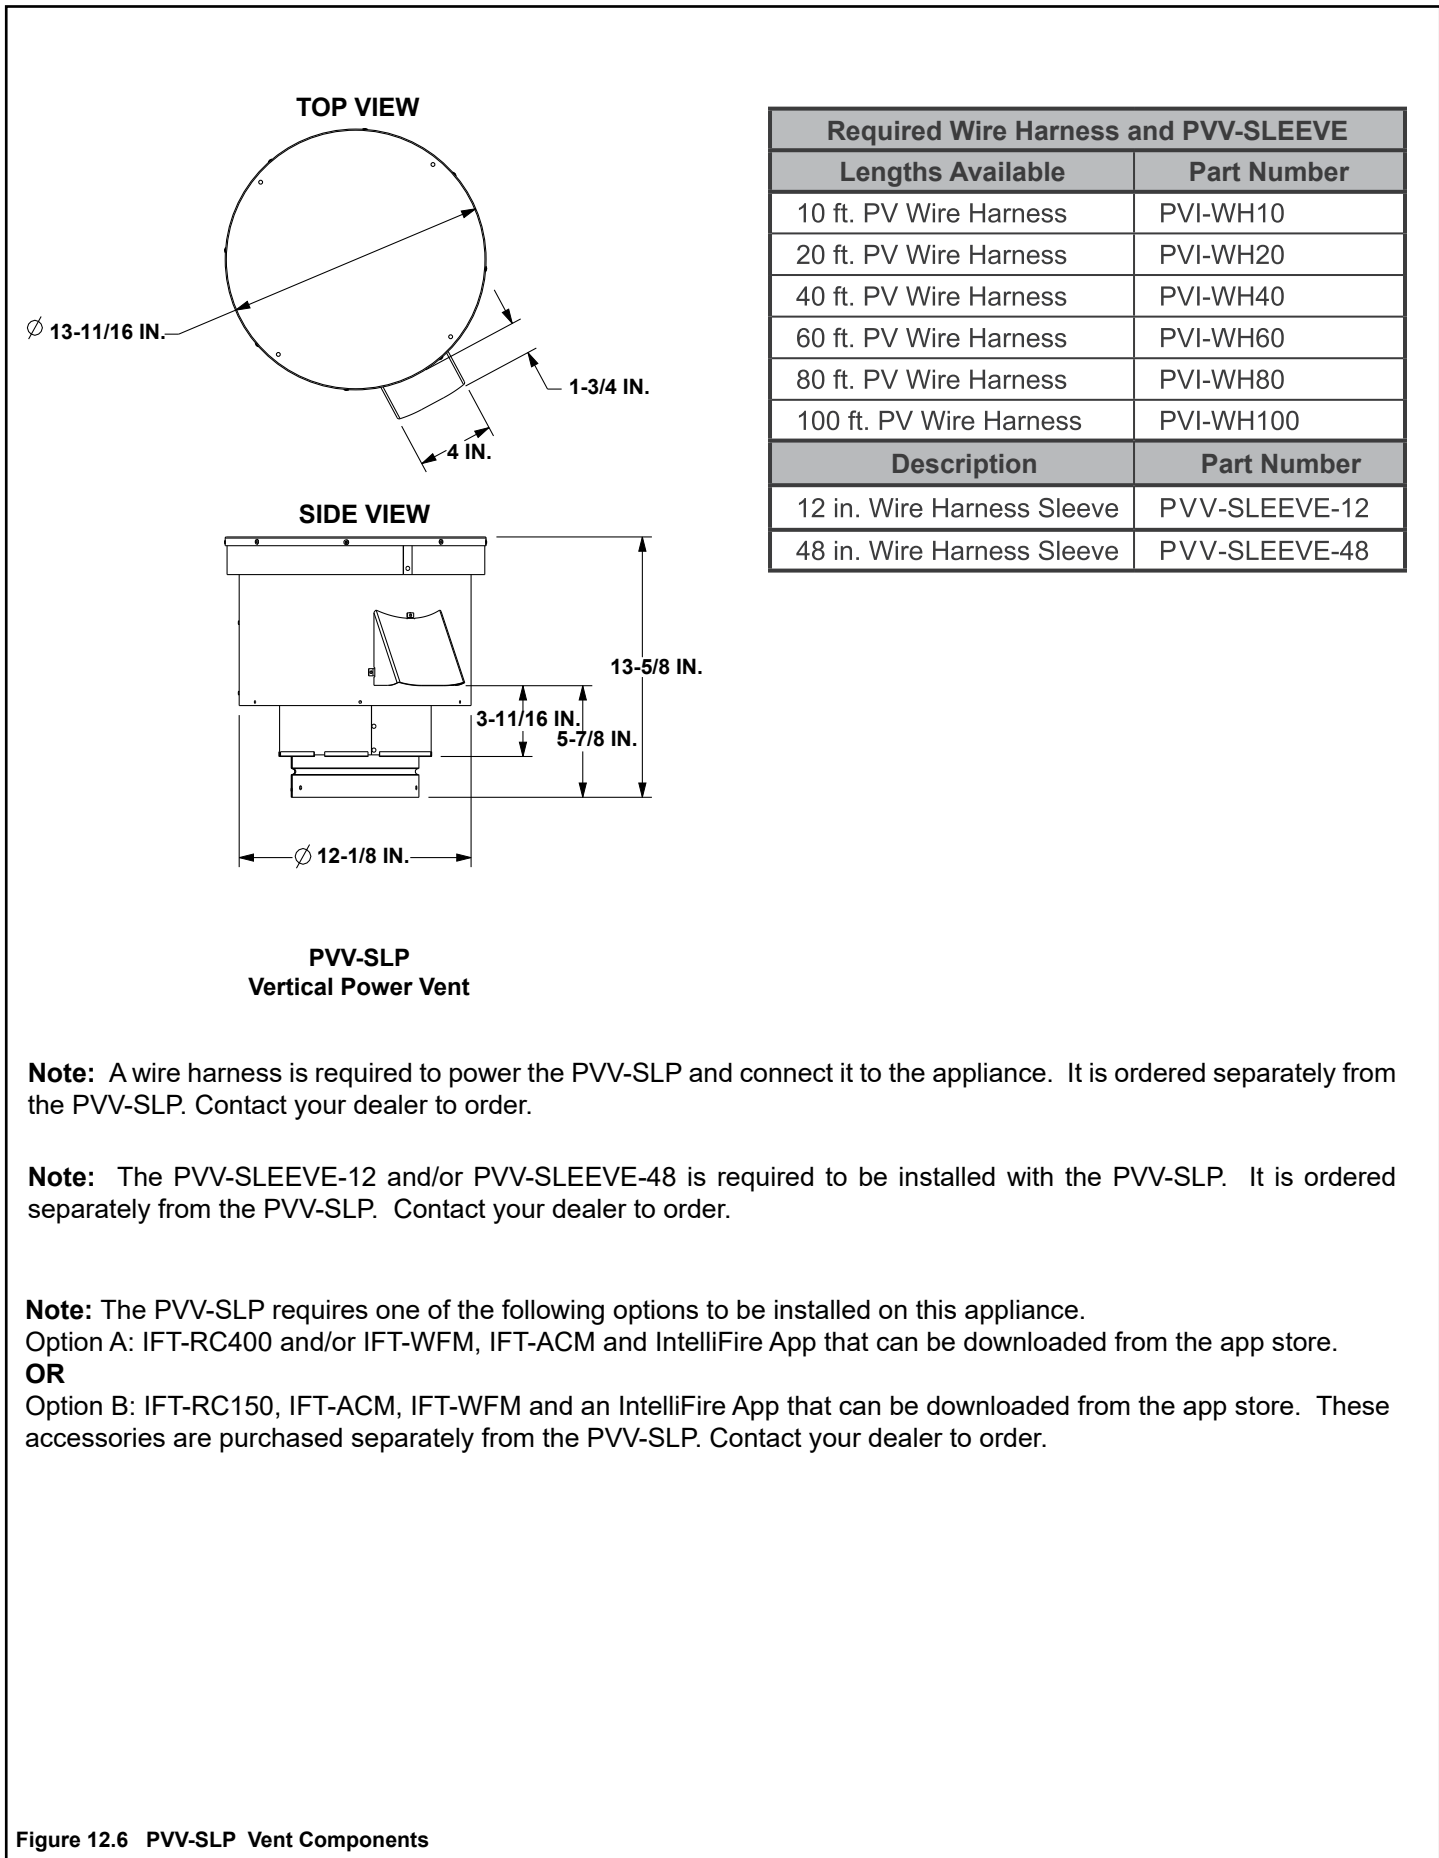 TOP VIEW
Ø 13-11/16 IN.
1-3/4 IN.
4 IN.
SIDE VIEW
13-5/8 IN.
3-11/16 IN.
5-7/8 IN.
Ø 12-1/8 IN.
PVV-SLP
Vertical Power Vent
Required Wire Harness and PVV-SLEEVE
Lengths Available Part Number
10 ft. PV Wire Harness PVI-WH10
20 ft. PV Wire Harness PVI-WH20
40 ft. PV Wire Harness PVI-WH40
60 ft. PV Wire Harness PVI-WH60
80 ft. PV Wire Harness PVI-WH80
100 ft. PV Wire Harness PVI-WH100
Description Part Number
12 in. Wire Harness Sleeve PVV-SLEEVE-12
48 in. Wire Harness Sleeve PVV-SLEEVE-48
Note: A wire harness is required to power the PVV-SLP and connect it to the appliance. It is ordered separately from
the PVV-SLP. Contact your dealer to order.
Note: The PVV-SLEEVE-12 and/or PVV-SLEEVE-48 is required to be installed with the PVV-SLP. It is ordered
separately from the PVV-SLP. Contact your dealer to order.
Note: The PVV-SLP requires one of the following options to be installed on this appliance.
Option A: IFT-RC400 and/or IFT-WFM, IFT-ACM and IntelliFire App that can be downloaded from the app store.
OR
Option B: IFT-RC150, IFT-ACM, IFT-WFM and an IntelliFire App that can be downloaded from the app store. These
accessories are purchased separately from the PVV-SLP. Contact your dealer to order.
Figure 12.6 PVV-SLP Vent Components